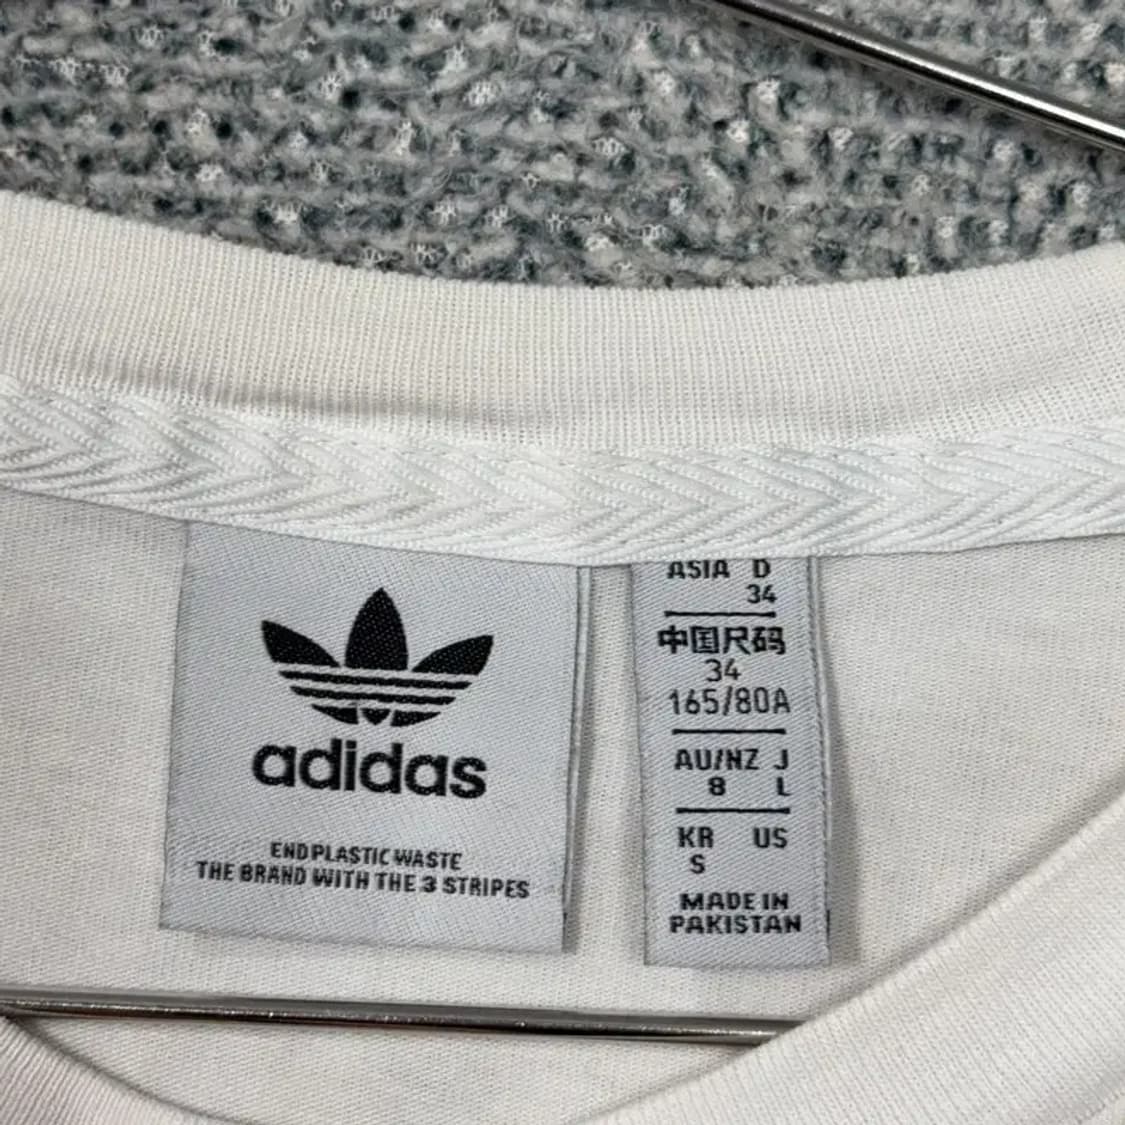 adidas
END PLASTIC WASTE
THE BRAND WITH THE 3 STRIPES
ASIA D
34
中国尺码
34
165/80A
AU/NZ J
8 L
KR US
S
MADE IN
PAKISTAN